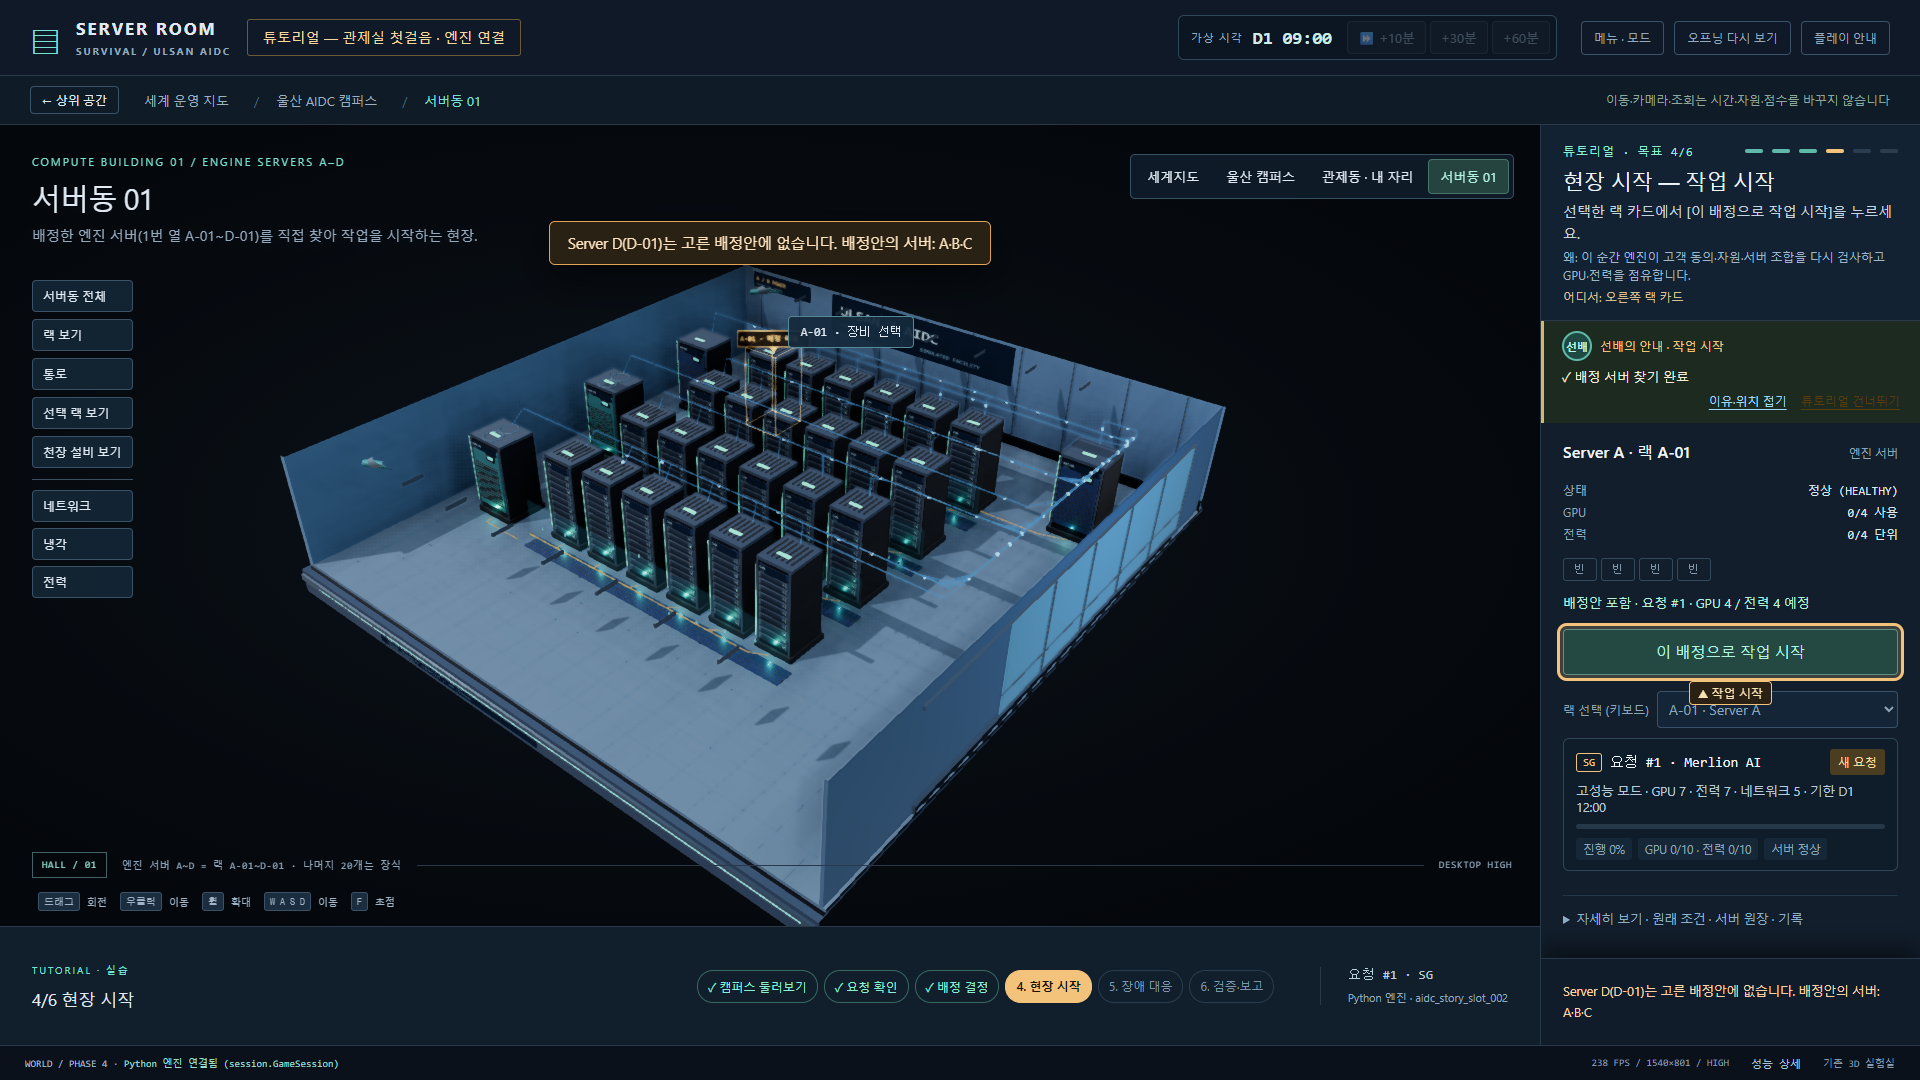 SERVER ROOM
SURVIVAL / ULSAN AIDC
튜토리얼 — 관제실 첫걸음 · 엔진 연결
가상 시각 D1 09:00 +10분 +30분 +60분
메뉴 · 모드
오프닝 다시 보기
플레이 안내
← 상위 공간
세계 운영 지도 / 울산 AIDC 캠퍼스 / 서버동 01
이동·카메라·조회는 시간·자원·점수를 바꾸지 않습니다
COMPUTE BUILDING 01 / ENGINE SERVERS A–D
서버동 01
배정한 엔진 서버(1번 열 A-01~D-01)를 직접 찾아 작업을 시작하는 현장.
세계지도 울산 캠퍼스 관제동 · 내 자리 서버동 01
Server D(D-01)는 고른 배정안에 없습니다. 배정안의 서버: A·B·C
서버동 전체
랙 보기
통로
선택 랙 보기
천장 설비 보기
네트워크
냉각
전력
A-01 · 장비 선택
HALL / 01
엔진 서버 A~D = 랙 A-01~D-01 · 나머지 20개는 장식
DESKTOP HIGH
드래그 회전 우클릭 이동 휠 확대 W A S D 이동 F 초점
튜토리얼 · 목표 4/6
현장 시작 — 작업 시작
선택한 랙 카드에서 [이 배정으로 작업 시작]을 누르세
요.
왜: 이 순간 엔진이 고객 동의·자원·서버 조합을 다시 검사하고
GPU·전력을 점유합니다.
어디서: 오른쪽 랙 카드
선배 선배의 안내 · 작업 시작
✓ 배정 서버 찾기 완료
이유·위치 접기 튜토리얼 건너뛰기
Server A · 랙 A-01 엔진 서버
상태 정상 (HEALTHY)
GPU 0/4 사용
전력 0/4 단위
빈 빈 빈 빈
배정안 포함 · 요청 #1 · GPU 4 / 전력 4 예정
이 배정으로 작업 시작
▲ 작업 시작
랙 선택 (키보드) A-01 · Server A
SG 요청 #1 · Merlion AI 새 요청
고성능 모드 · GPU 7 · 전력 7 · 네트워크 5 · 기한 D1
12:00
진행 0% GPU 0/10 · 전력 0/10 서버 정상
▶ 자세히 보기 · 원래 조건 · 서버 원장 · 기록
Server D(D-01)는 고른 배정안에 없습니다. 배정안의 서버:
A·B·C
TUTORIAL · 실습
4/6 현장 시작
✓ 캠퍼스 둘러보기 ✓ 요청 확인 ✓ 배정 결정 4. 현장 시작 5. 장애 대응 6. 검증·보고
요청 #1 · SG
Python 엔진 · aidc_story_slot_002
WORLD / PHASE 4 · Python 엔진 연결됨 (session.GameSession)
238 FPS / 1540×801 / HIGH 성능 상세 기존 3D 실험실